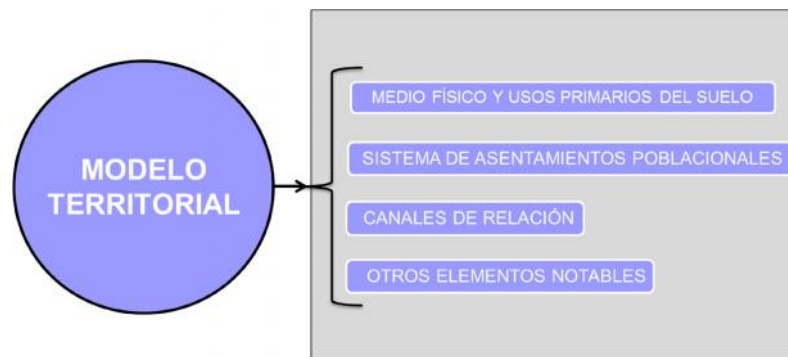 MODELO
TERRITORIAL
MEDIO FÍSICO Y USOS PRIMARIOS DEL SUELO
SISTEMA DE ASENTAMIENTOS POBLACIONALES
CANALES DE RELACIÓN
OTROS ELEMENTOS NOTABLES